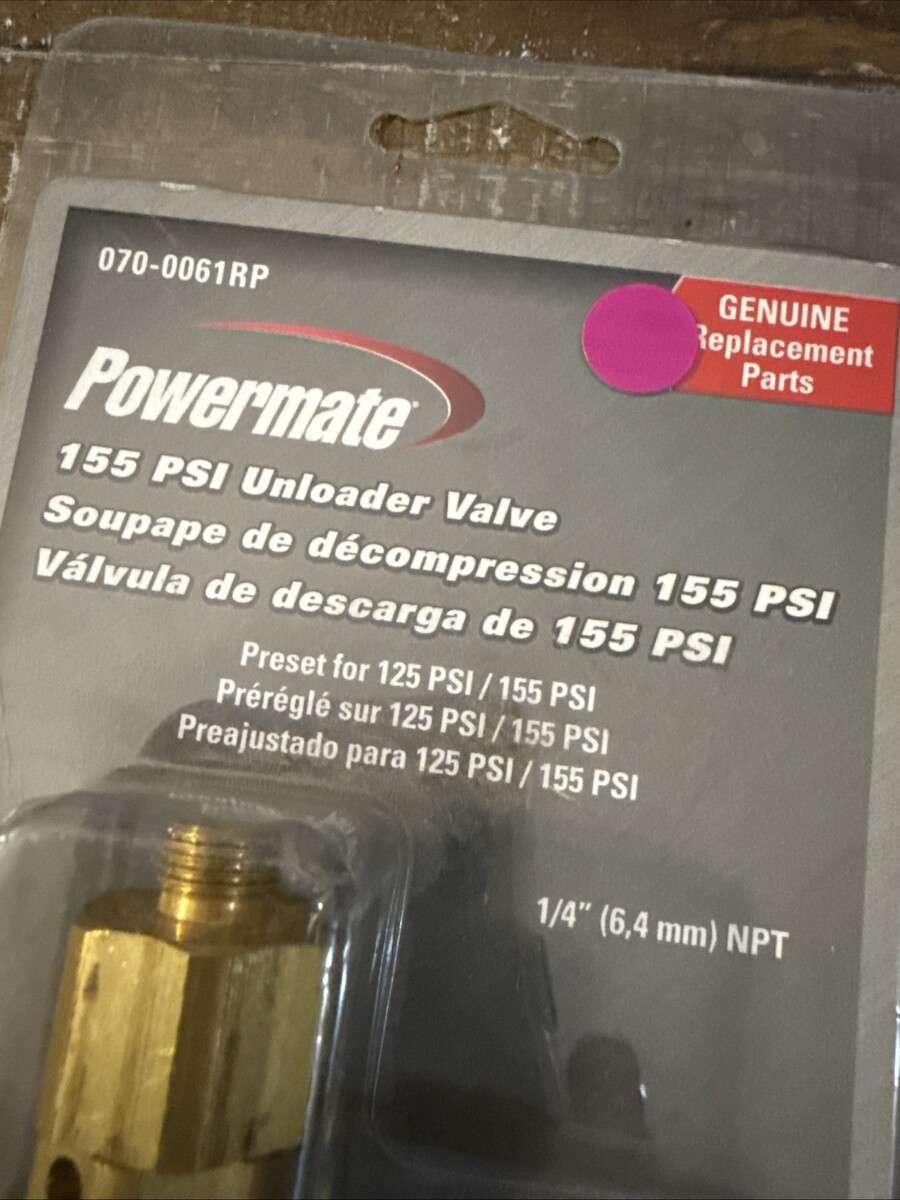 070-0061RP
GENUINE
Replacement
Parts
Powermate
155 PSI Unloader Valve
Soupape de décompression 155 PSI
Válvula de descarga de 155 PSI
Preset for 125 PSI / 155 PSI
Préréglé sur 125 PSI / 155 PSI
Preajustado para 125 PSI / 155 PSI
1/4” (6,4 mm) NPT